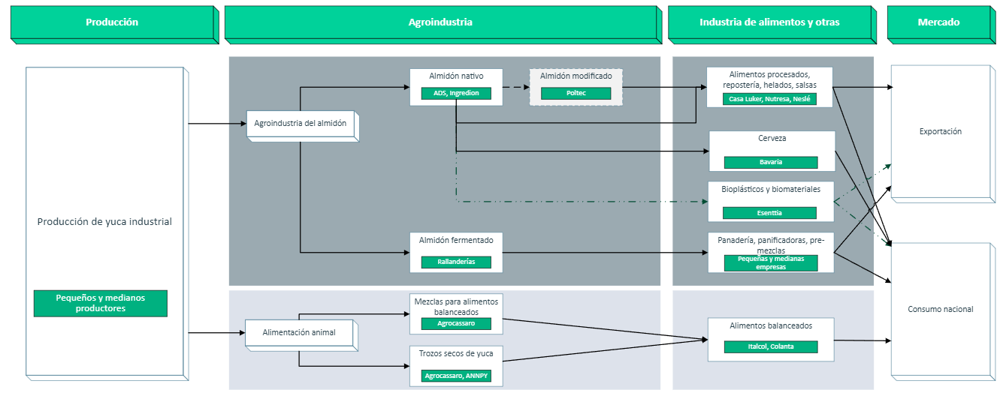 Producción
Agroindustria
Industria de alimentos y otras
Mercado
Producción de yuca industrial
Pequeños y medianos
productores
Agroindustria del almidón
Almidón nativo
ADS, Ingredion
Almidón modificado
Poltec
Almidón fermentado
Rallanderías
Alimentación animal
Mezclas para alimentos
balanceados
Agrocassaro
Trozos secos de yuca
Agrocassaro, ANNPY
Alimentos procesados,
repostería, helados, salsas
Casa Luker, Nutresa, Neslé
Cerveza
Bavaria
Bioplásticos y biomateriales
Esenttia
Panadería, panificadoras, pre-
mezclas
Pequeñas y medianas
empresas
Alimentos balanceados
Italcol, Colanta
Exportación
Consumo nacional